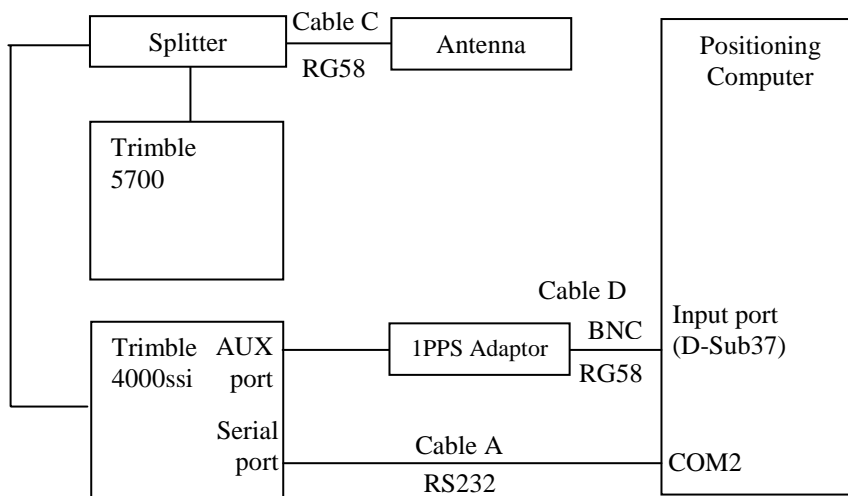 Cable C
Splitter
Antenna
RG58
Positioning
Computer
Trimble
5700
Cable D
BNC
Input port
(D-Sub37)
1PPS Adaptor
RG58
Trimble
4000ssi
AUX
port
Serial
port
Cable A
COM2
RS232